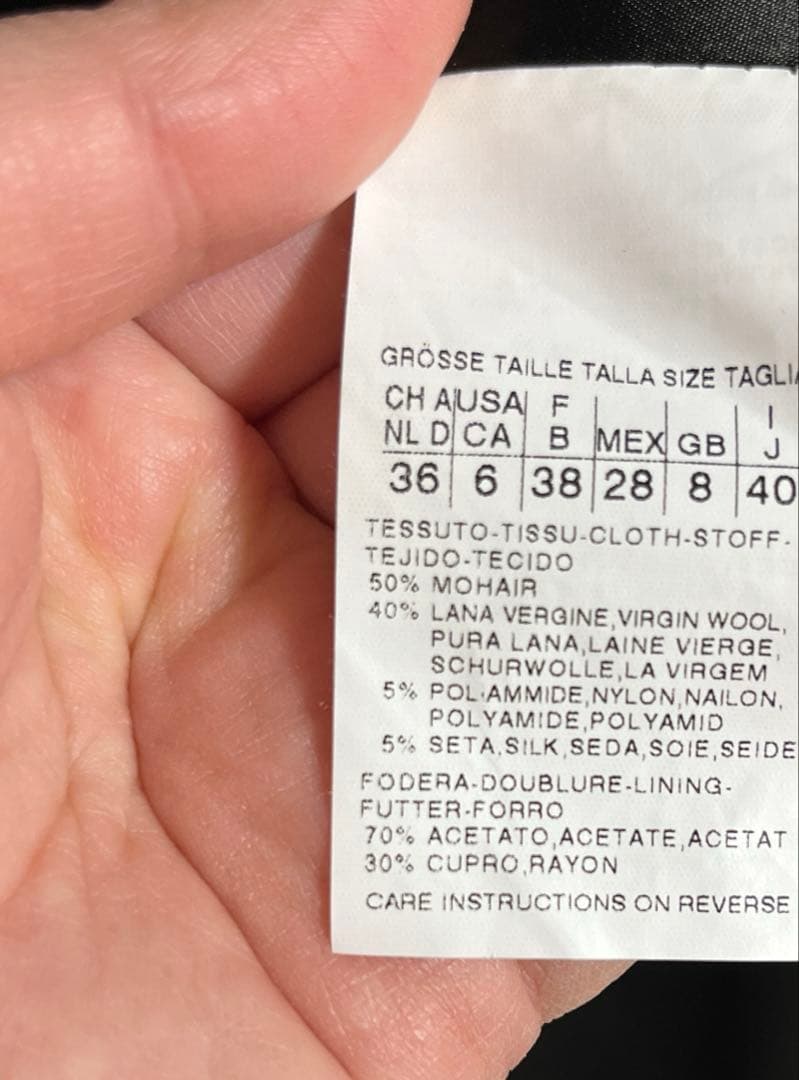 GRÖSSE TAILLE TALLA SIZE TAGLIA
CH A USA F I
NL D CA B MEX GB J
36 6 38 28 8 40
TESSUTO-TISSU-CLOTH-STOFF-
TEJIDO-TECIDO
50% MOHAIR
40% LANA VERGINE,VIRGIN WOOL,
PURA LANA,LAINE VIERGE,
SCHURWOLLE,LA VIRGEM
5% POLIAMMIDE,NYLON,NAILON,
POLYAMIDE,POLYAMID
5% SETA,SILK,SEDA,SOIE,SEIDE
FODERA-DOUBLURE-LINING-
FUTTER-FORRO
70% ACETATO,ACETATE,ACETAT
30% CUPRO,RAYON
CARE INSTRUCTIONS ON REVERSE